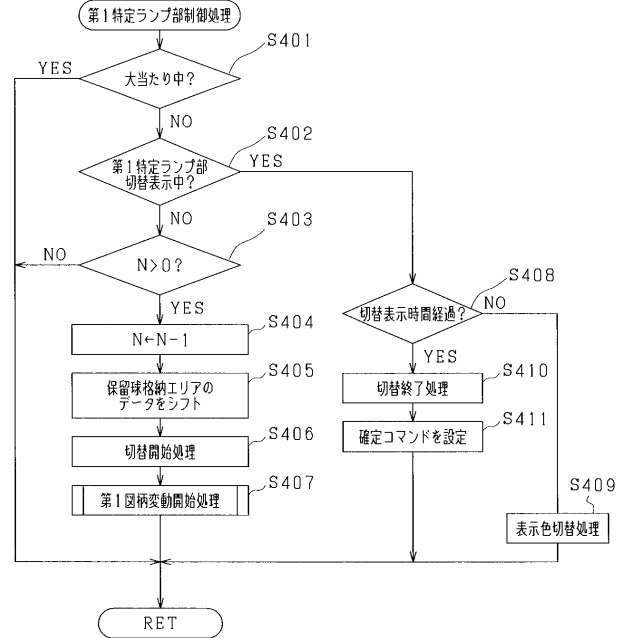 第1特定ランプ部制御処理
S401
大当たり中?
YES
NO
S402
第1特定ランプ部
切替表示中?
YES
NO
S403
N>0?
NO
YES
S404
N←N−1
S405
保留球格納エリアの
データをシフト
S406
切替開始処理
S407
第1図柄変動開始処理
S408
切替表示時間経過?
NO
YES
S410
切替終了処理
S411
確定コマンドを設定
S409
表示色切替処理
RET